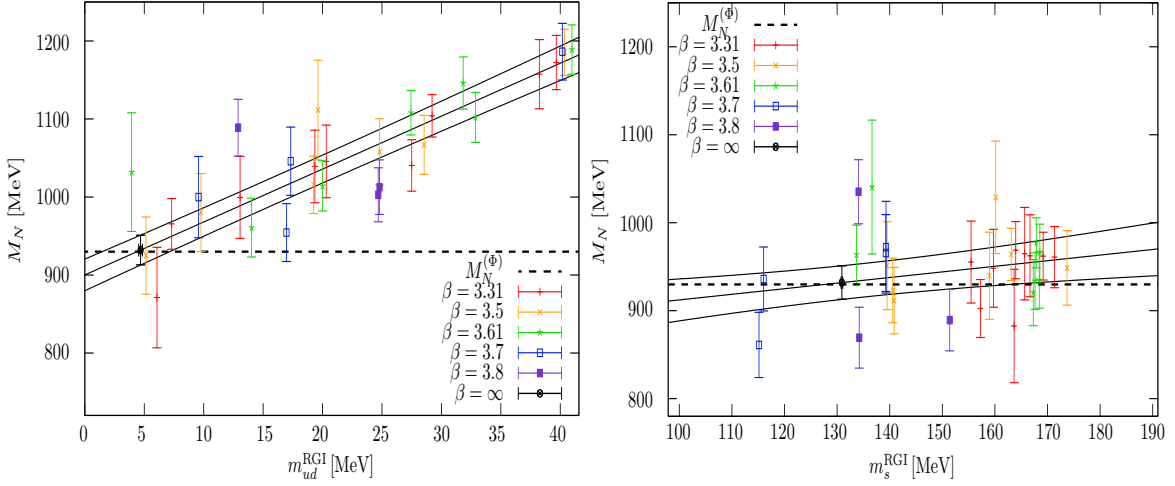 1200
1100
1000
900
800
M_N [MeV]
0 5 10 15 20 25 30 35 40
m_{ud}^{RGI} [MeV]
M_N^{(Φ)}
β = 3.31
β = 3.5
β = 3.61
β = 3.7
β = 3.8
β = ∞
1200
1100
1000
900
800
M_N [MeV]
100 110 120 130 140 150 160 170 180 190
m_s^{RGI} [MeV]
M_N^{(Φ)}
β = 3.31
β = 3.5
β = 3.61
β = 3.7
β = 3.8
β = ∞